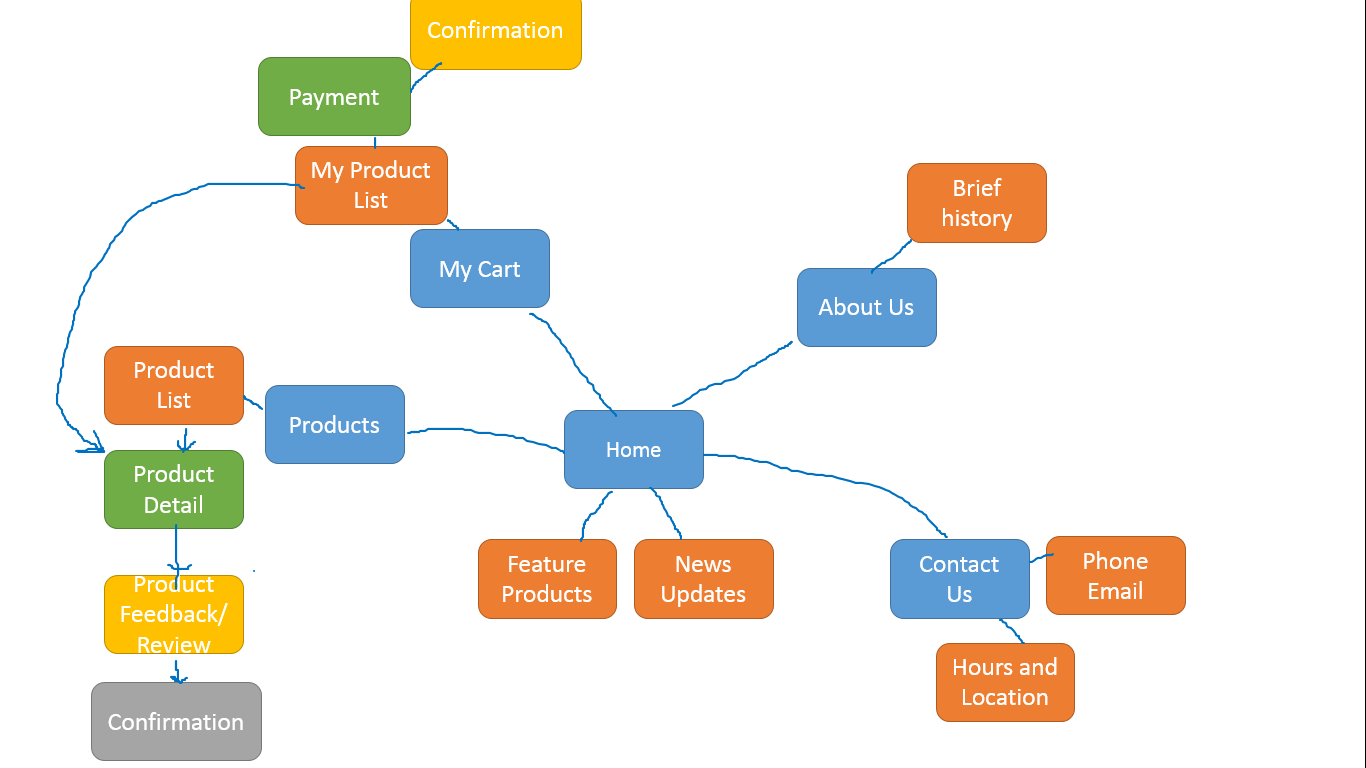 Confirmation
Payment
My Product
List
My Cart
Brief
history
About Us
Product
List
Products
Home
Product
Detail
Feature
Products
News
Updates
Contact
Us
Phone
Email
Product
Feedback/
Review
Hours and
Location
Confirmation